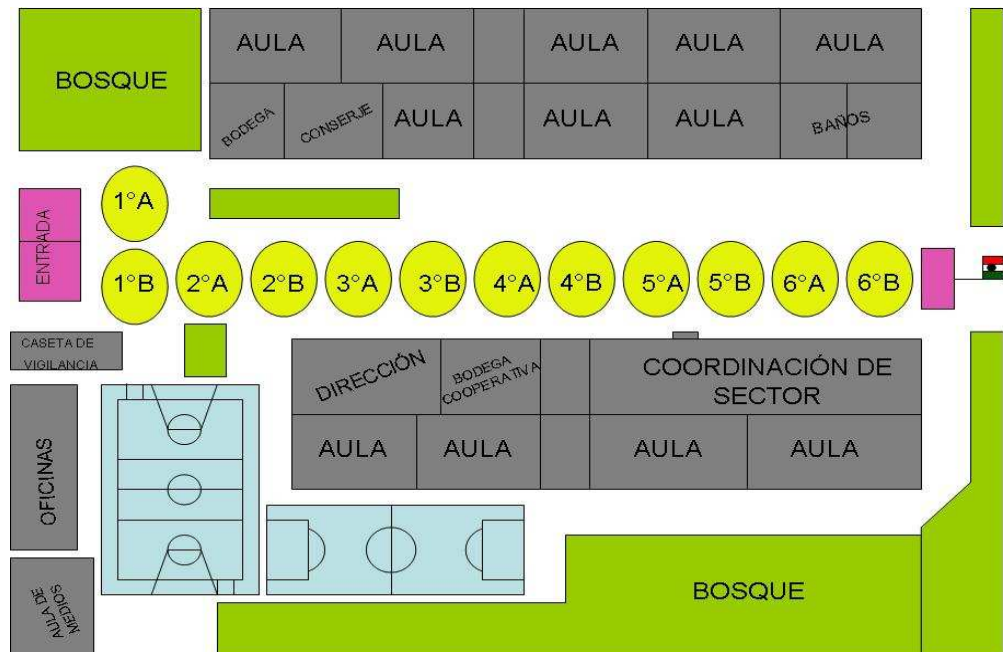 BOSQUE
AULA
AULA
AULA
AULA
AULA
BODEGA
CONSERJE
AULA
AULA
AULA
BAÑOS
1°A
ENTRADA
1°B
2°A
2°B
3°A
3°B
4°A
4°B
5°A
5°B
6°A
6°B
CASETA DE
VIGILANCIA
DIRECCIÓN
BODEGA
COOPERATIVA
COORDINACIÓN DE
SECTOR
AULA
AULA
AULA
AULA
OFICINAS
AULA DE
MEDIOS
BOSQUE